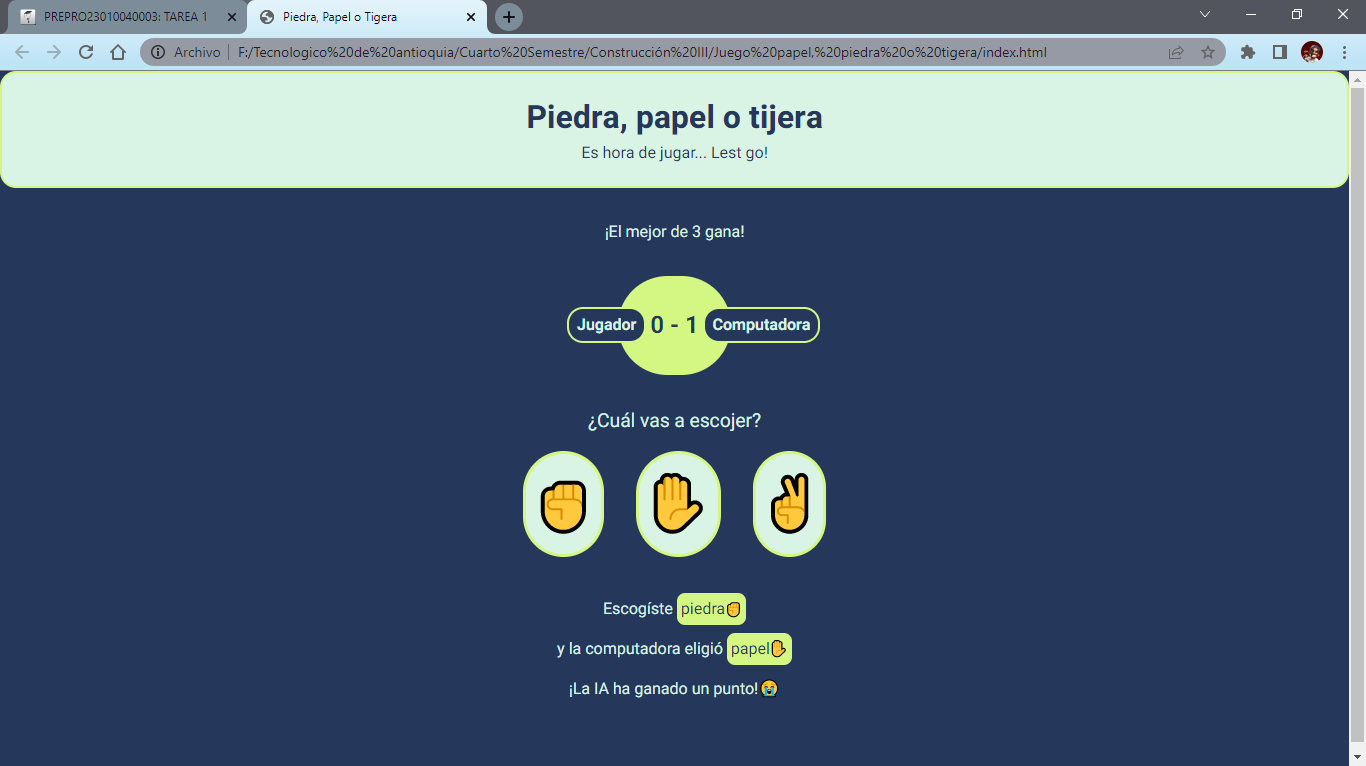 PREPRO23010040003: TAREA 1
Piedra, Papel o Tigera
Archivo
F:/Tecnologico%20de%20antioquia/Cuarto%20Semestre/Construcción%20III/Juego%20papel,%20piedra%20o%20tigera/index.html
Piedra, papel o tijera
Es hora de jugar... Lest go!
¡El mejor de 3 gana!
Jugador 0 - 1 Computadora
¿Cuál vas a escojer?
Escogíste piedra✊
y la computadora eligió papel✋
¡La IA ha ganado un punto!😭